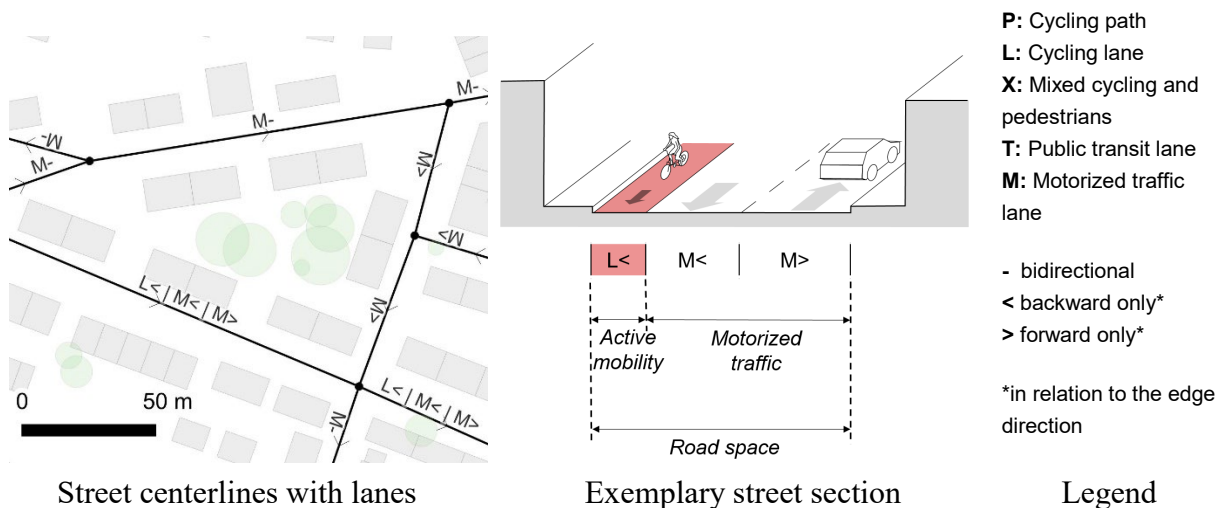 M-
M-
M-
M-
M>
M>
M>
L< | M< | M>
L< | M< | M>
M-
0 50 m
Street centerlines with lanes
L< M< M>
Active
mobility
Motorized
traffic
Road space
Exemplary street section
P: Cycling path
L: Cycling lane
X: Mixed cycling and
pedestrians
T: Public transit lane
M: Motorized traffic
lane
- bidirectional
< backward only*
> forward only*
*in relation to the edge
direction
Legend